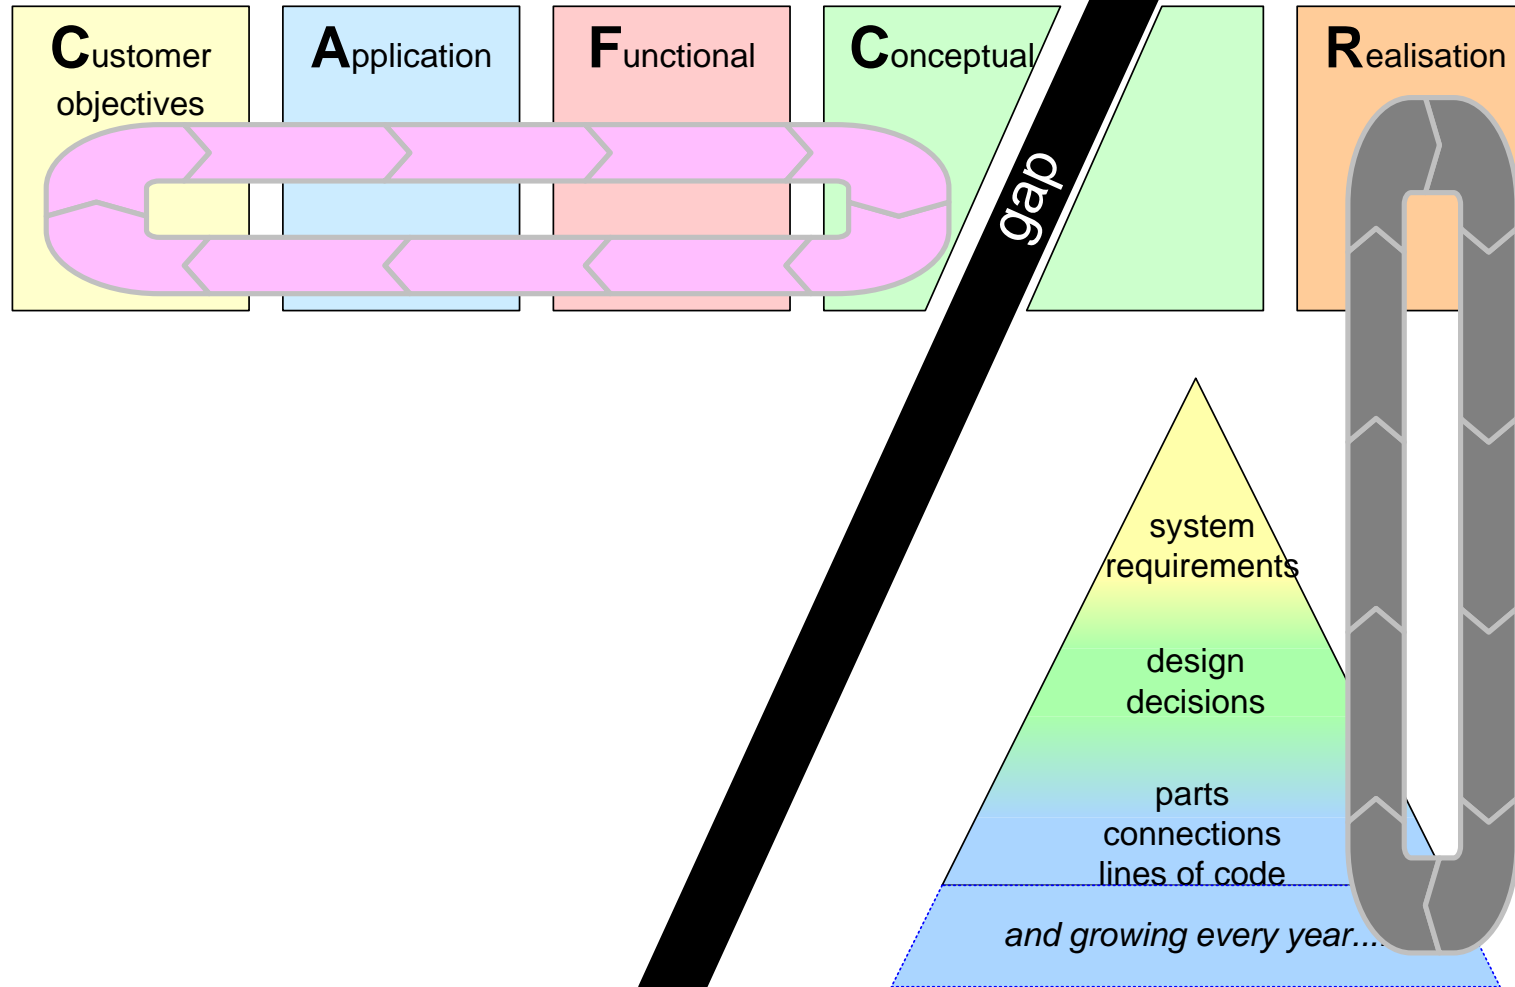 Customer
objectives
Application
Functional
Conceptual
Realisation
gap
system
requirements
design
decisions
parts
connections
lines of code
and growing every year....